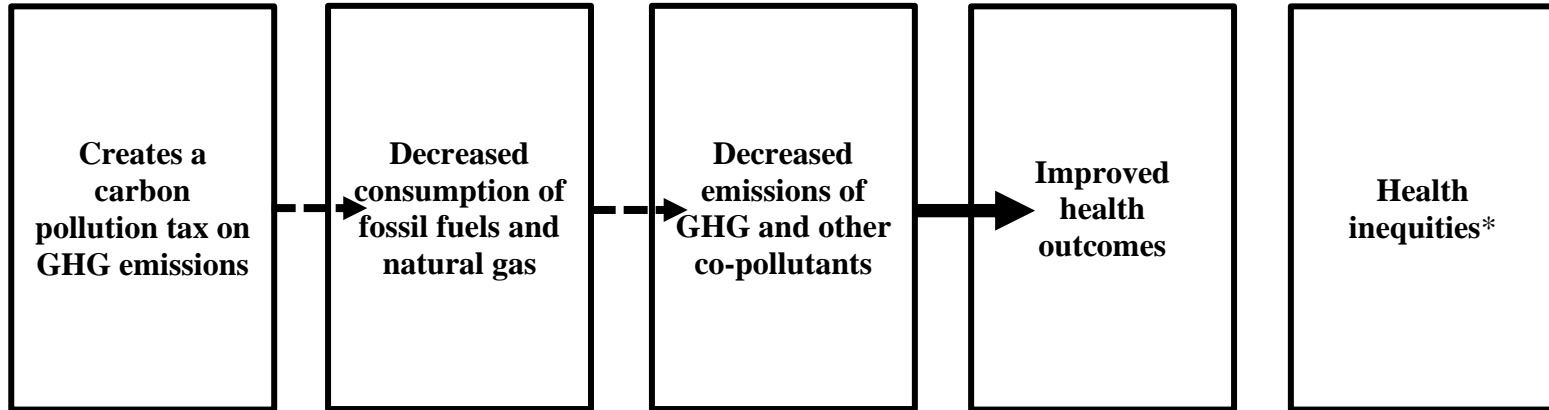 Creates a
carbon
pollution tax on
GHG emissions
Decreased
consumption of
fossil fuels and
natural gas
Decreased
emissions of
GHG and other
co-pollutants
Improved
health
outcomes
Health
inequities*